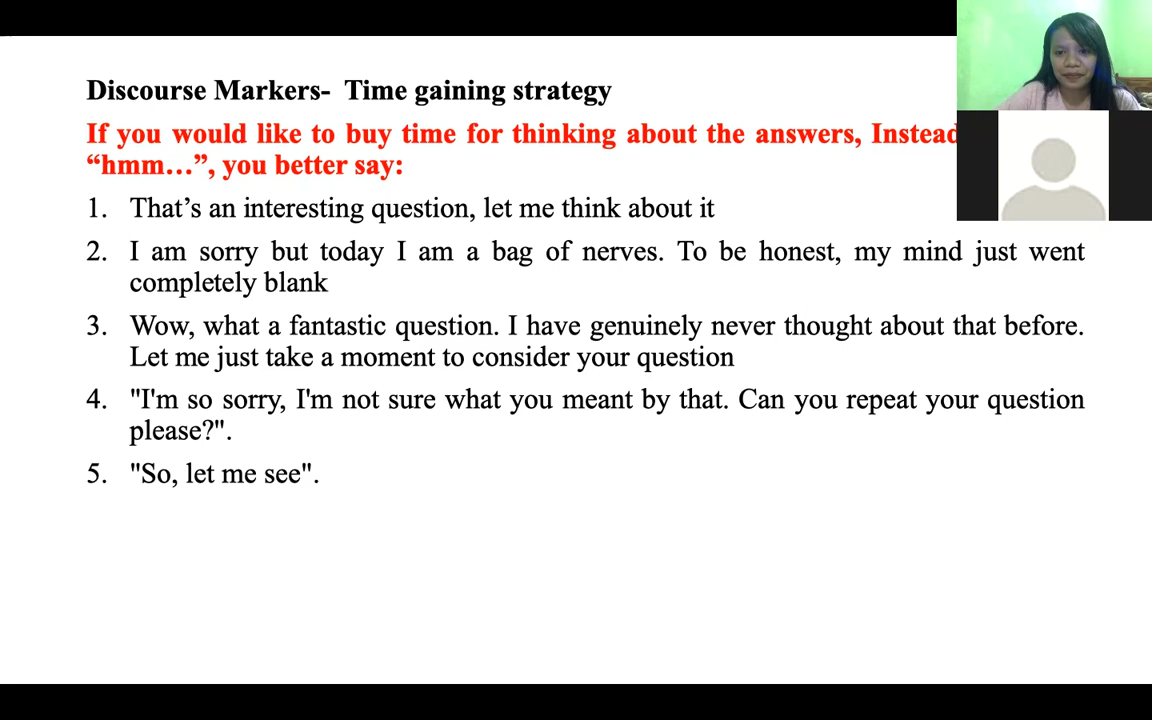 Discourse Markers- Time gaining strategy
If you would like to buy time for thinking about the answers, Instead
“hmm…”, you better say:
1. That’s an interesting question, let me think about it
2. I am sorry but today I am a bag of nerves. To be honest, my mind just went
completely blank
3. Wow, what a fantastic question. I have genuinely never thought about that before.
Let me just take a moment to consider your question
4. "I'm so sorry, I'm not sure what you meant by that. Can you repeat your question
please?".
5. "So, let me see".